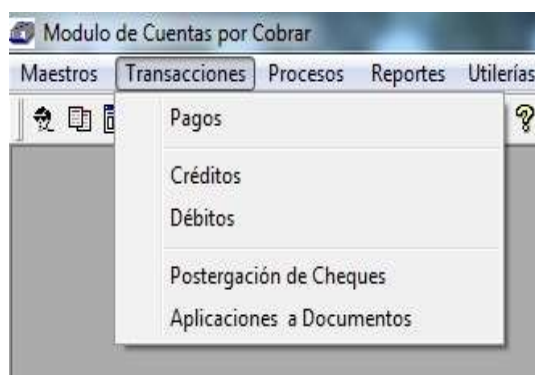 Modulo de Cuentas por Cobrar
Maestros Transacciones Procesos Reportes Utilerías
Pagos
Créditos
Débitos
Postergación de Cheques
Aplicaciones a Documentos